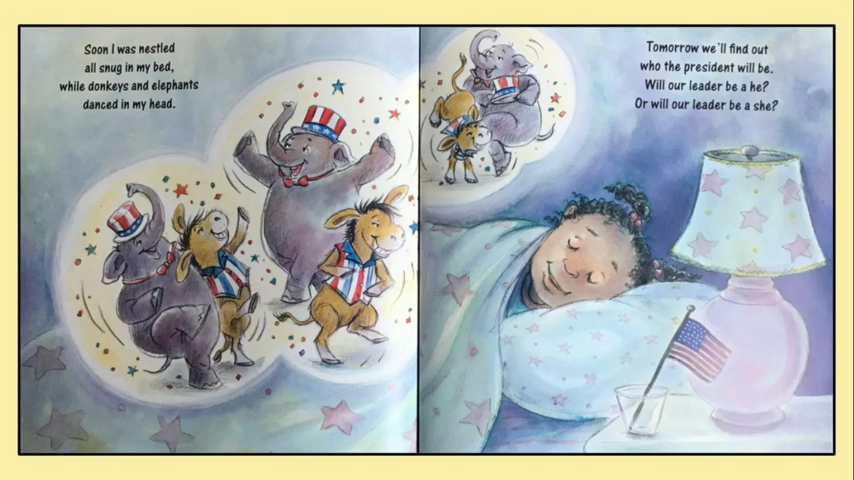 Soon I was nestled
all snug in my bed,
while donkeys and elephants
danced in my head.
Tomorrow we'll find out
who the president will be.
Will our leader be a he?
Or will our leader be a she?